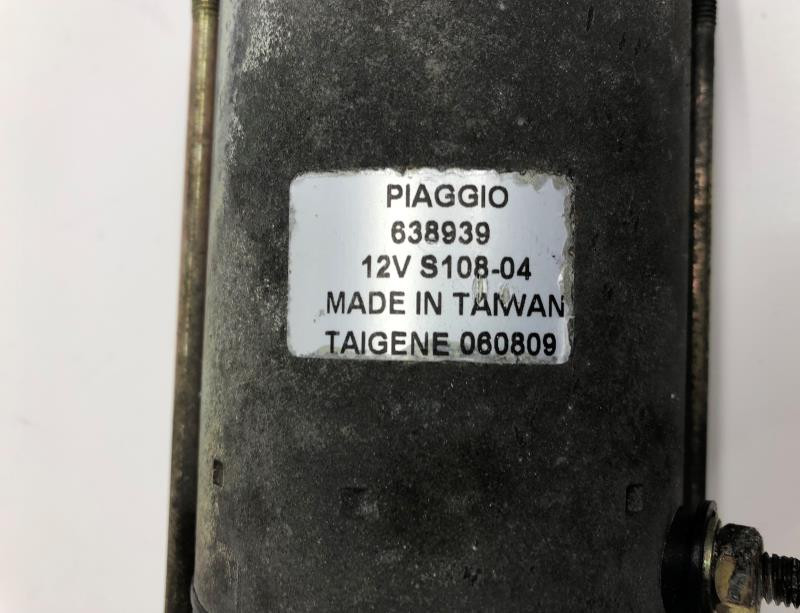 PIAGGIO
638939
12V S108-04
MADE IN TAIWAN
TAIGENE 060809